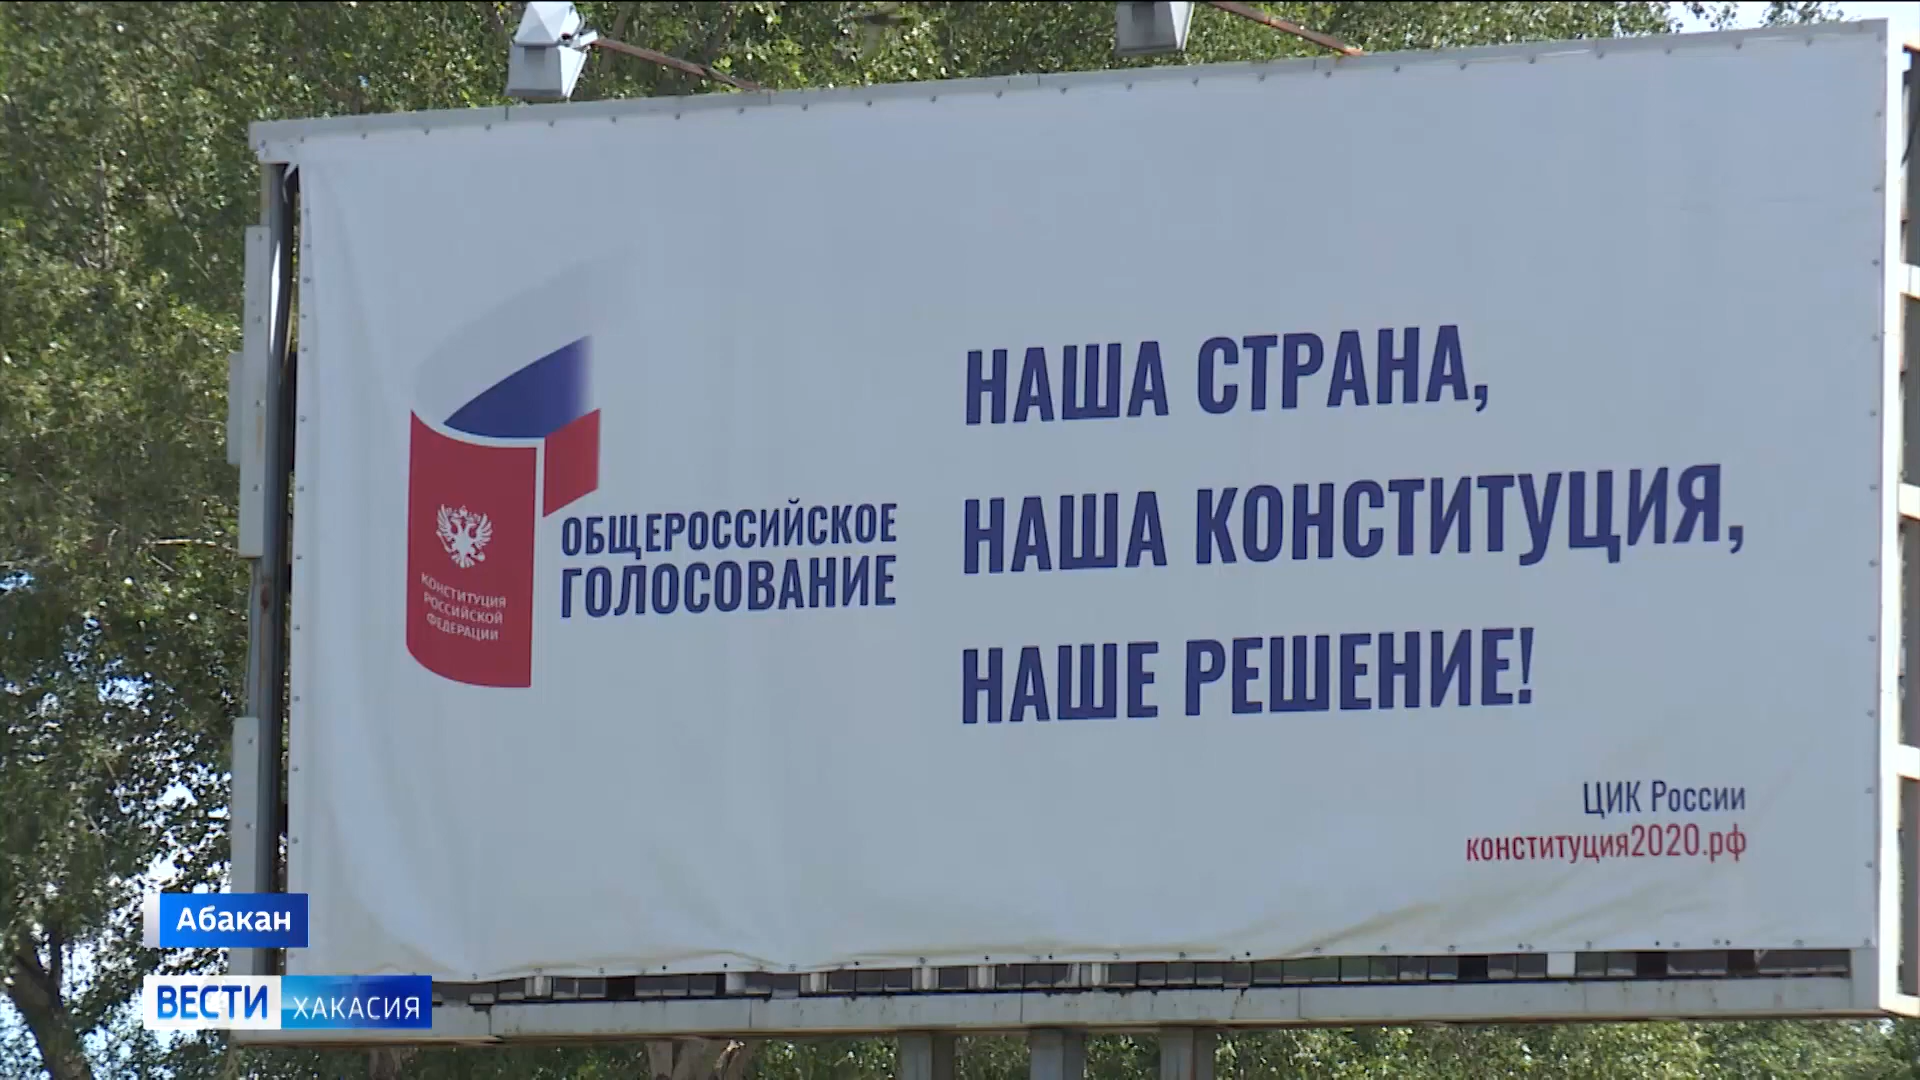 НАША СТРАНА,
НАША КОНСТИТУЦИЯ,
НАШЕ РЕШЕНИЕ!
ОБЩЕРОССИЙСКОЕ
ГОЛОСОВАНИЕ
КОНСТИТУЦИЯ
РОССИЙСКОЙ
ФЕДЕРАЦИИ
ЦИК России
конституция2020.рф
Абакан
ВЕСТИ ХАКАСИЯ